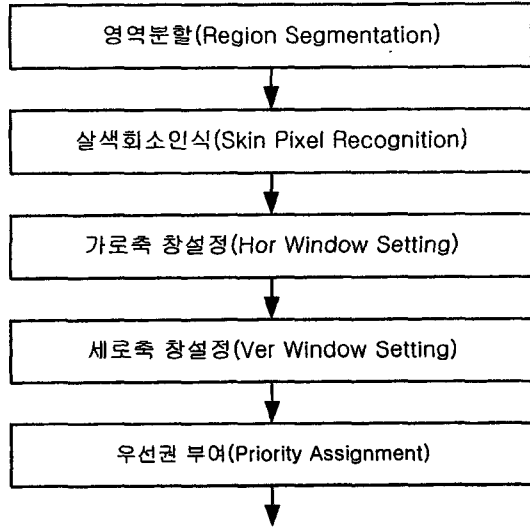 영역분할(Region Segmentation)
살색회소인식(Skin Pixel Recognition)
가로축 창설정(Hor Window Setting)
세로축 창설정(Ver Window Setting)
우선권 부여(Priority Assignment)